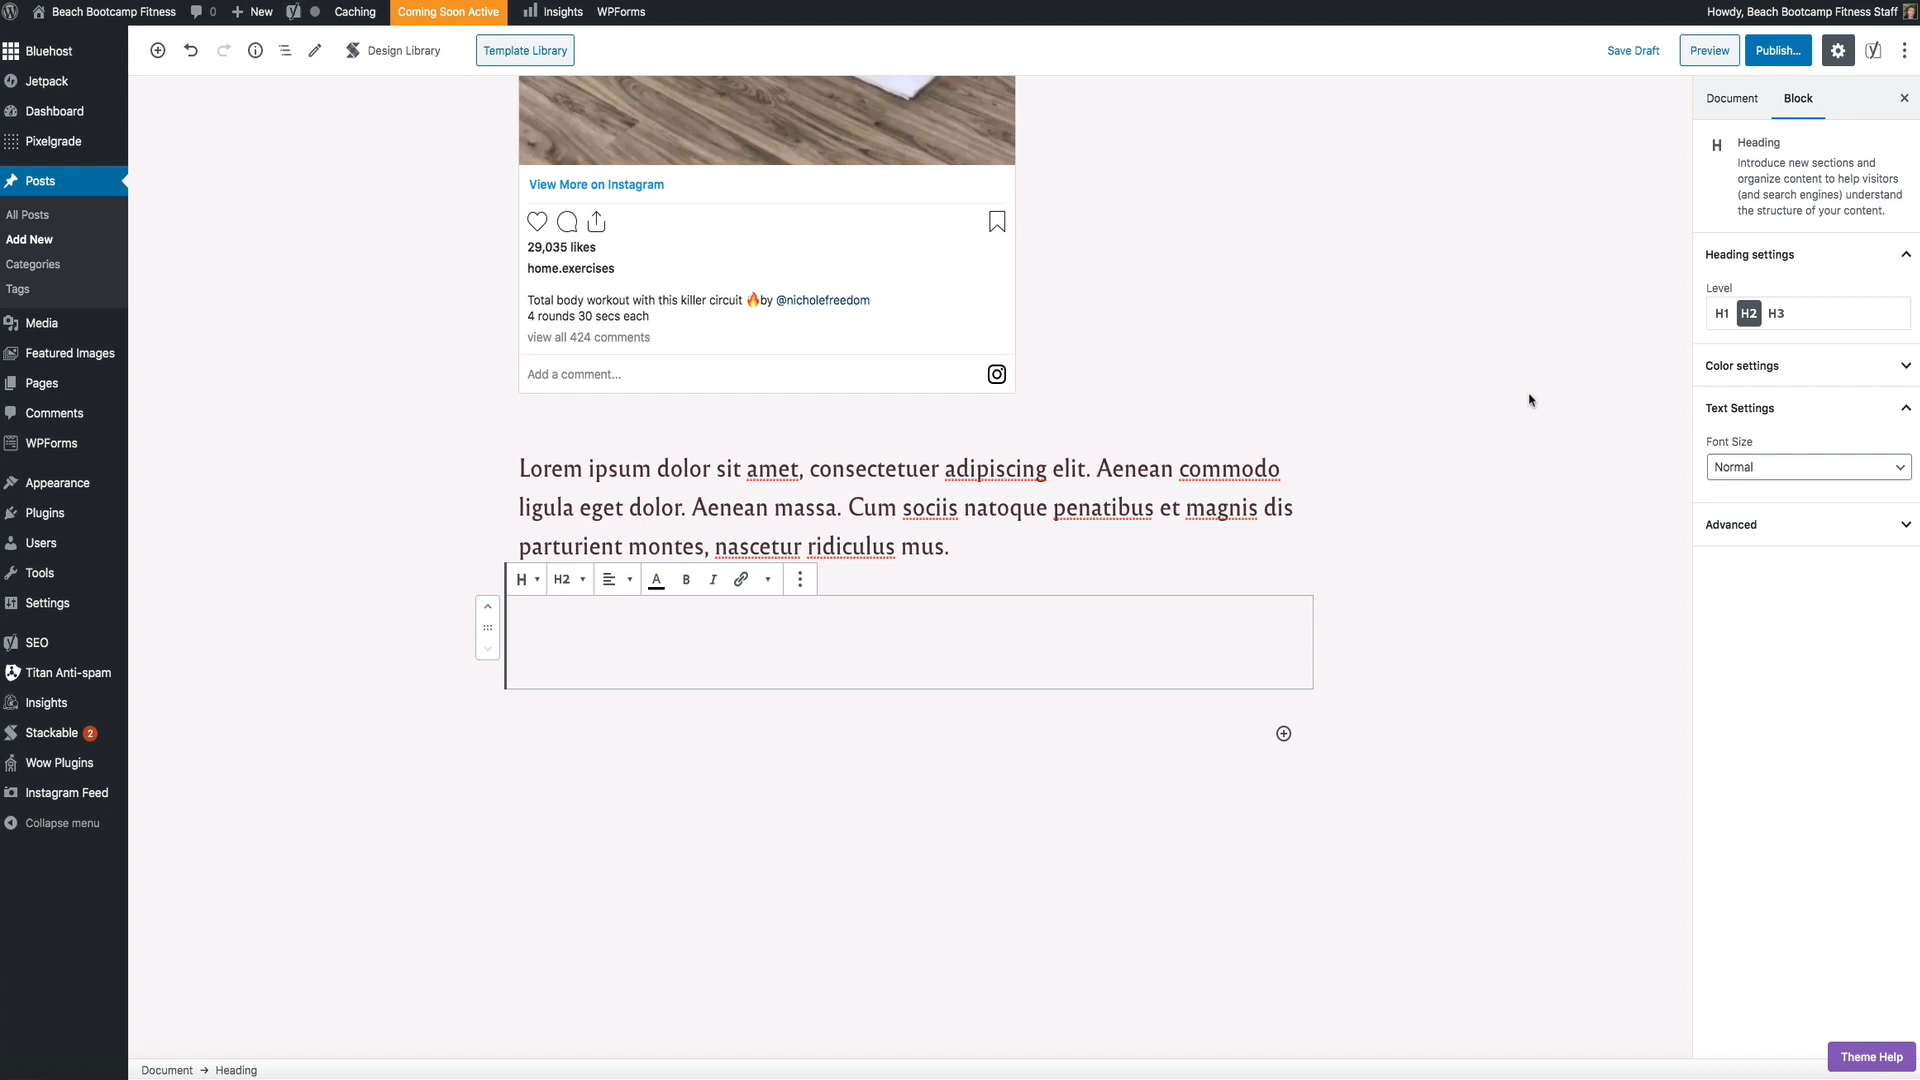 Beach Bootcamp Fitness
0
New
Caching
Coming Soon Active
Insights
WPForms
Howdy, Beach Bootcamp Fitness Staff
Bluehost
Jetpack
Dashboard
Pixelgrade
Posts
All Posts
Add New
Categories
Tags
Media
Featured Images
Pages
Comments
WPForms
Appearance
Plugins
Users
Tools
Settings
SEO
Titan Anti-spam
Insights
Stackable 2
Wow Plugins
Instagram Feed
Collapse menu
Design Library
Template Library
Save Draft
Preview
Publish...
View More on Instagram
29,035 likes
home.exercises
Total body workout with this killer circuit 🔥by @nicholefreedom
4 rounds 30 secs each
view all 424 comments
Add a comment...
Lorem ipsum dolor sit amet, consectetuer adipiscing elit. Aenean commodo
ligula eget dolor. Aenean massa. Cum sociis natoque penatibus et magnis dis
parturient montes, nascetur ridiculus mus.
H H2 A B I
Document
Block
H Heading
Introduce new sections and
organize content to help visitors
(and search engines) understand
the structure of your content.
Heading settings
Level
H1 H2 H3
Color settings
Text Settings
Font Size
Normal
Advanced
Theme Help
Document → Heading